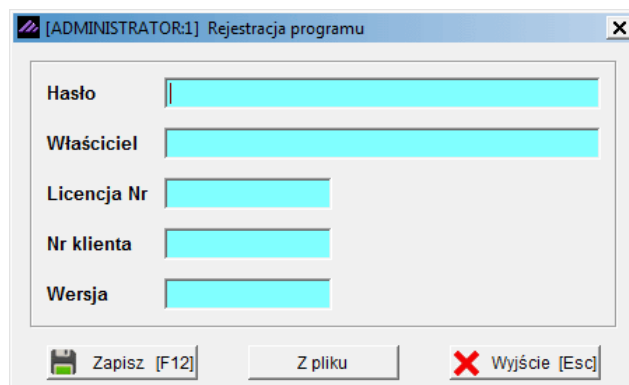 [ADMINISTRATOR:1] Rejestracja programu
Hasło
Właściciel
Licencja Nr
Nr klienta
Wersja
Zapisz [F12] Z pliku Wyjście [Esc]